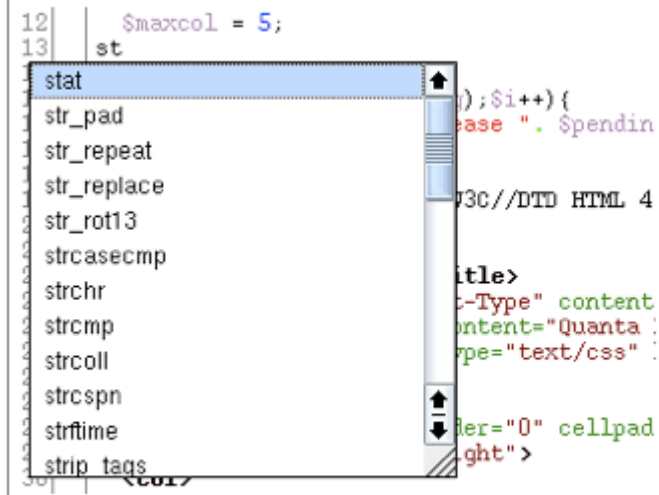 12 $maxcol = 5;
13 st
stat
str_pad
str_repeat
str_replace
str_rot13
strcasecmp
strchr
strcmp
strcoll
strcspn
strftime
strip_tags
);$i++){
ease ". $pendin
W3C//DTD HTML 4
itle>
t-Type" content
ontent="Quanta
ype="text/css"
der="0" cellpad
ght">
<col>